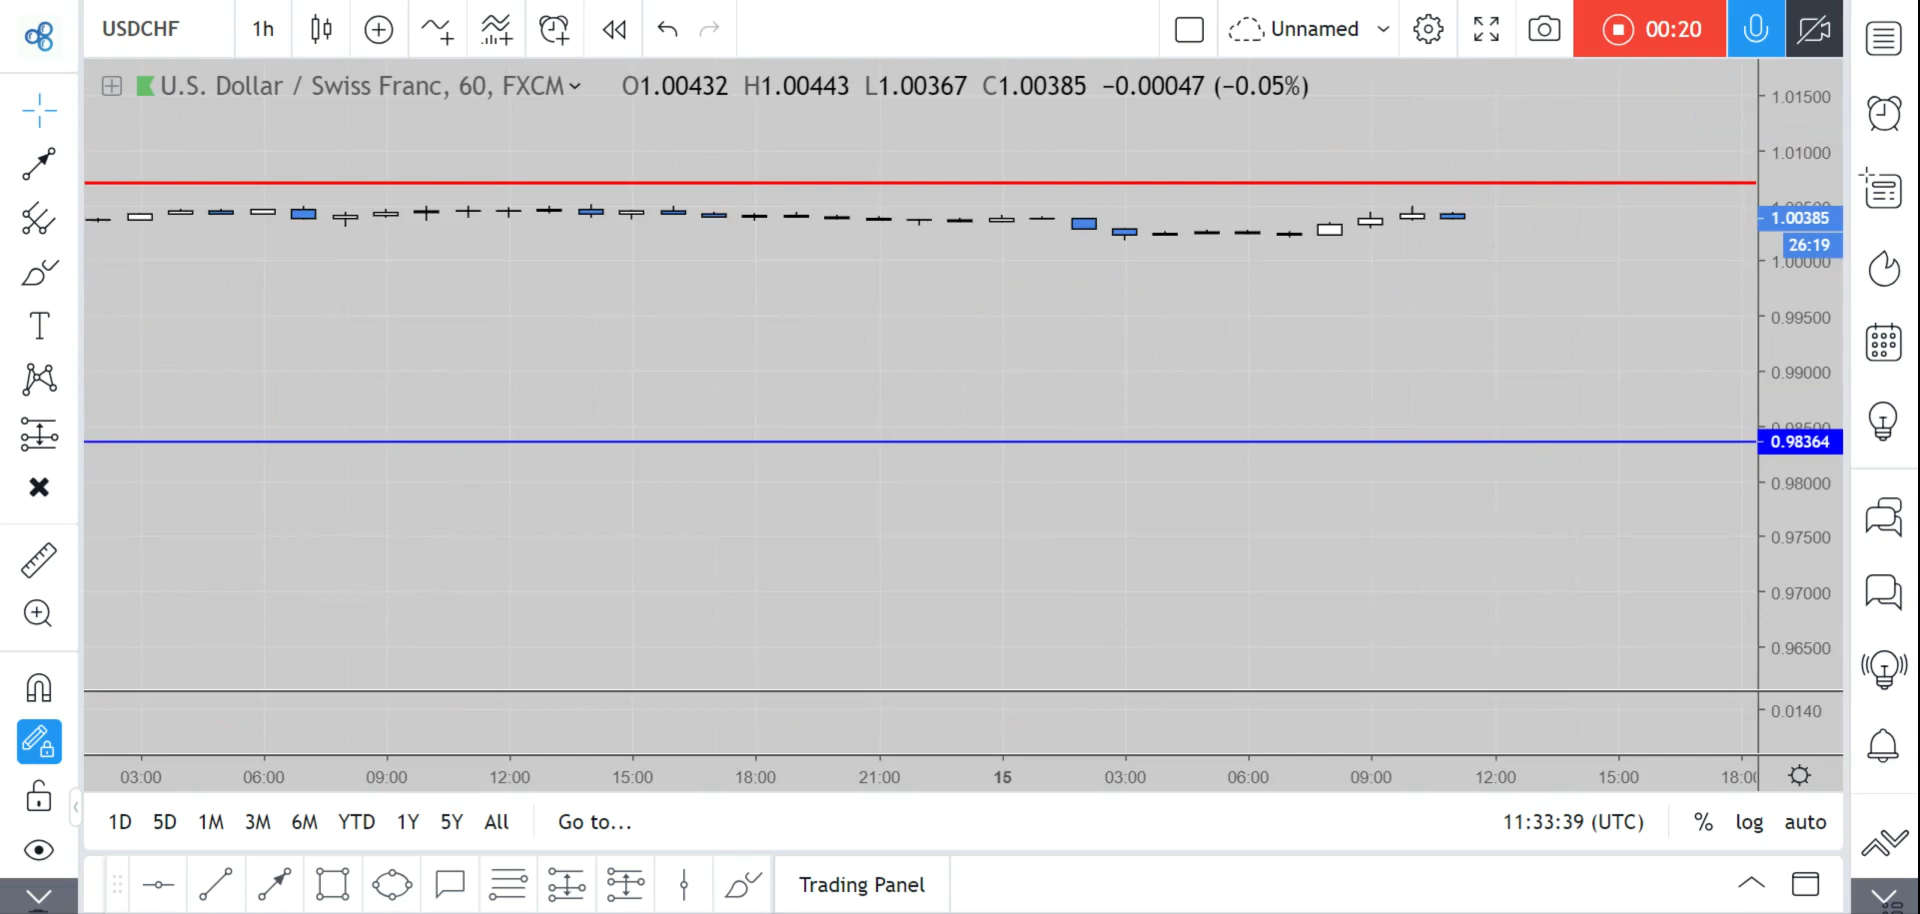 USDCHF
1h
Unnamed
00:20
U.S. Dollar / Swiss Franc, 60, FXCM
O1.00432 H1.00443 L1.00367 C1.00385 −0.00047 (−0.05%)
1.01500
1.01000
1.00385
26:19
1.00000
0.99500
0.99000
0.98364
0.98000
0.97500
0.97000
0.96500
0.0140
03:00 06:00 09:00 12:00 15:00 18:00 21:00 15 03:00 06:00 09:00 12:00 15:00 18:00
1D 5D 1M 3M 6M YTD 1Y 5Y All Go to... 11:33:39 (UTC) % log auto
Trading Panel